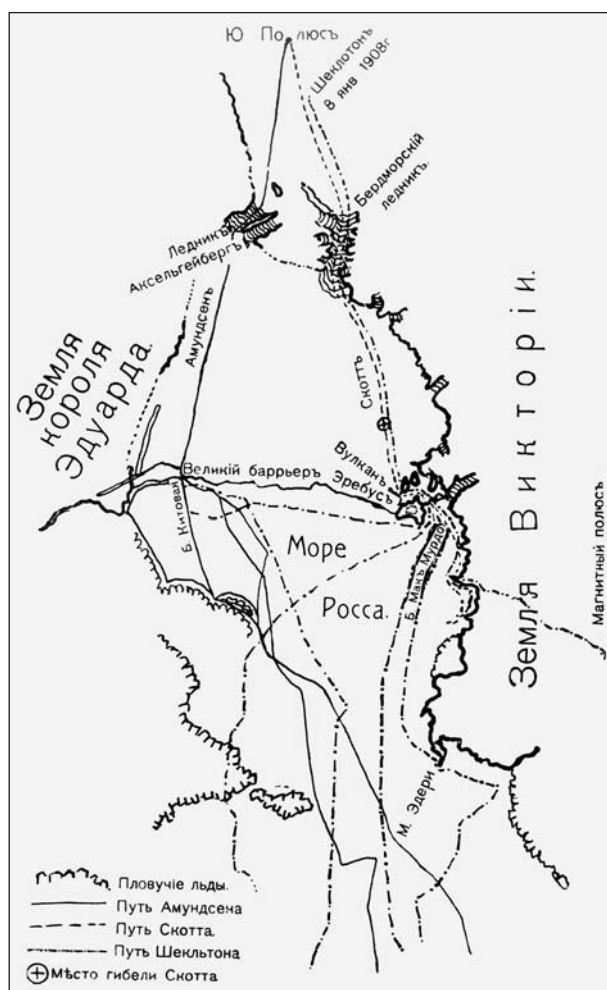 Ю Полюсъ
Шеклотонъ
8 янв 1908г
Бердморскій
ледникъ.
Ледникъ
Аксельгейбергъ
Амундсенъ
Земля
короля
Эдуарда.
Скоттъ
Вулканъ
Эребусъ
Великій баррьеръ
Б. Китовая
Море
Росса.
Б. Макъ Мурдо
Земля Викторіи.
Магнитный полюсъ
М. Эдери
Пловучіе льды.
Путь Амундсена
Путь Скотта.
Путь Шекльтона
Мѣсто гибели Скотта